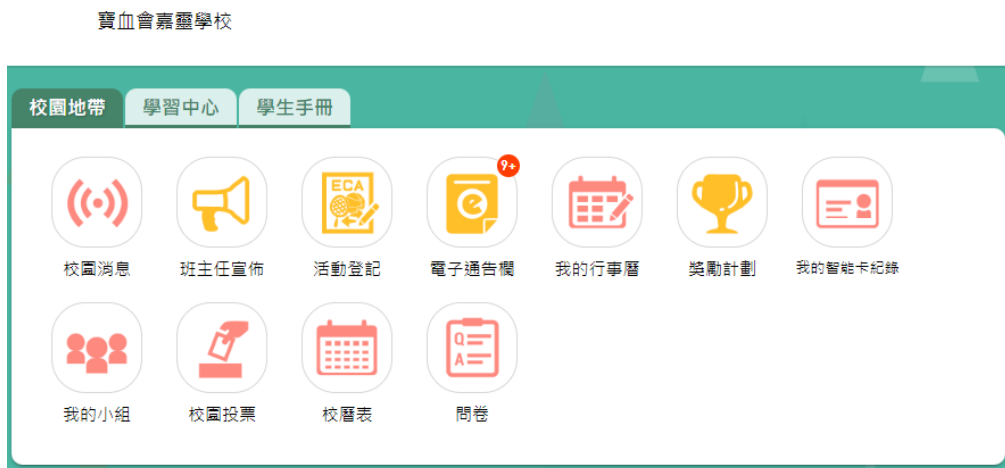 寶血會嘉靈學校
校園地帶 學習中心 學生手冊
ECA
e
9+
校園消息 班主任宣佈 活動登記 電子通告欄 我的行事曆 獎勵計劃 我的智能卡紀錄
Q
A
我的小組 校園投票 校曆表 問卷